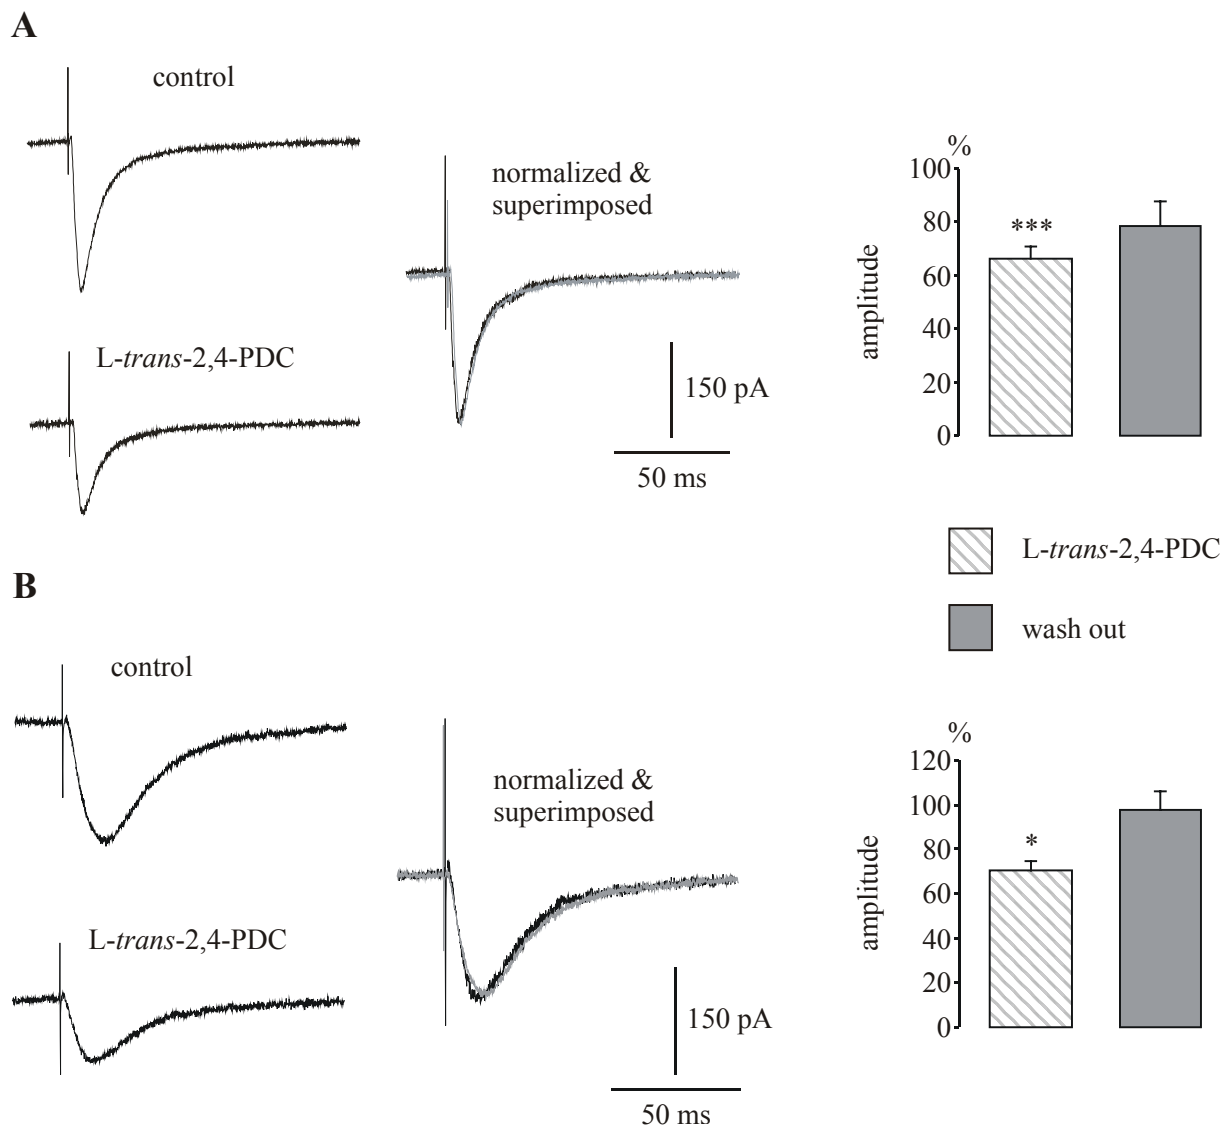 A
control
L-trans-2,4-PDC
normalized &
superimposed
150 pA
50 ms
%
100
80
60
40
20
0
amplitude
***
L-trans-2,4-PDC
wash out
B
control
L-trans-2,4-PDC
normalized &
superimposed
150 pA
50 ms
%
120
100
80
60
40
20
0
amplitude
*